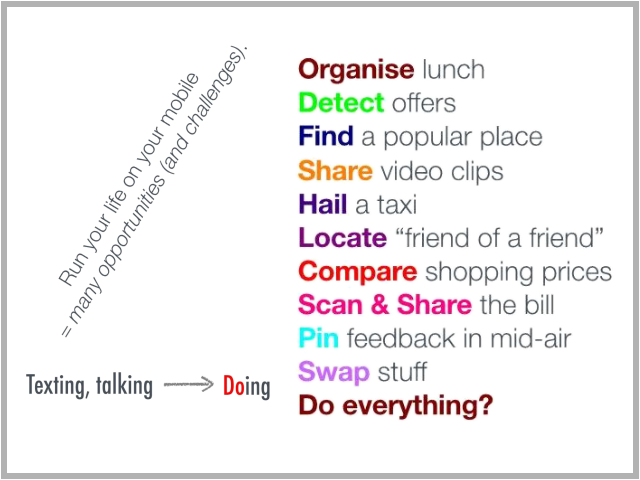 Run your life on your mobile
= many opportunities (and challenges).
Texting, talking → Doing
Organise lunch
Detect offers
Find a popular place
Share video clips
Hail a taxi
Locate “friend of a friend”
Compare shopping prices
Scan & Share the bill
Pin feedback in mid-air
Swap stuff
Do everything?